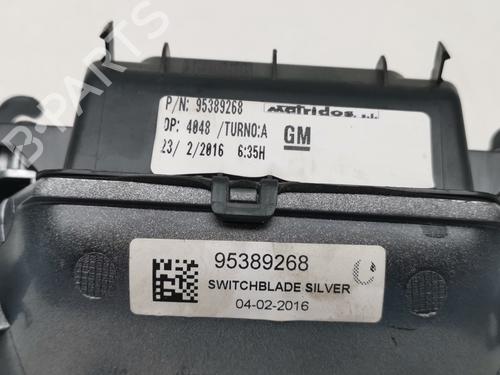 P/N: 95389268
OP: 4048 /TURNO:A
GM
23/ 2/2016 6:35H
95389268
SWITCHBLADE SILVER
04-02-2016
B-PARTS